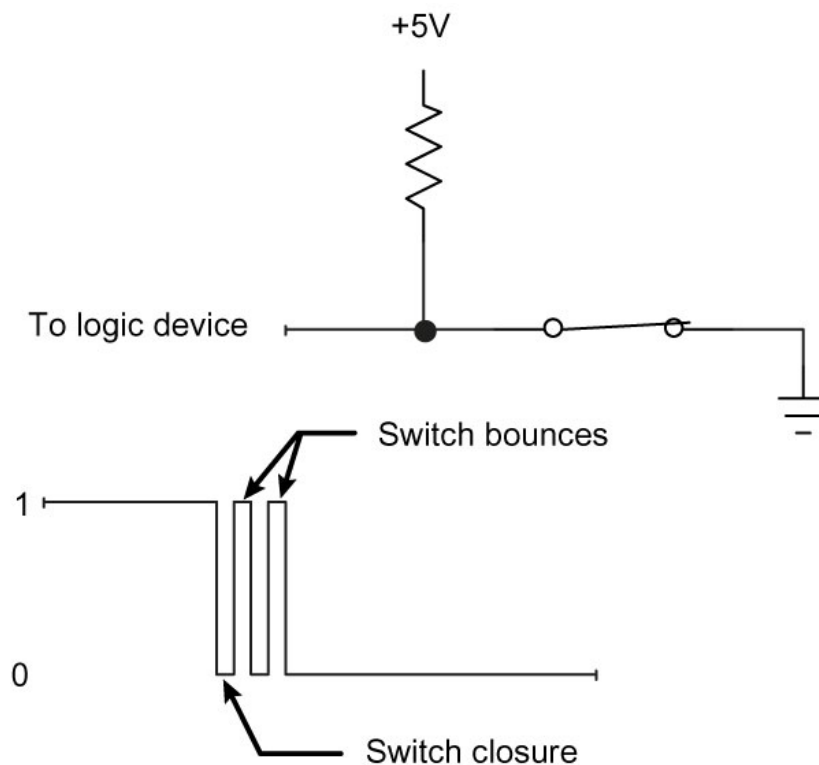 +5V
To logic device
Switch bounces
1
0
Switch closure